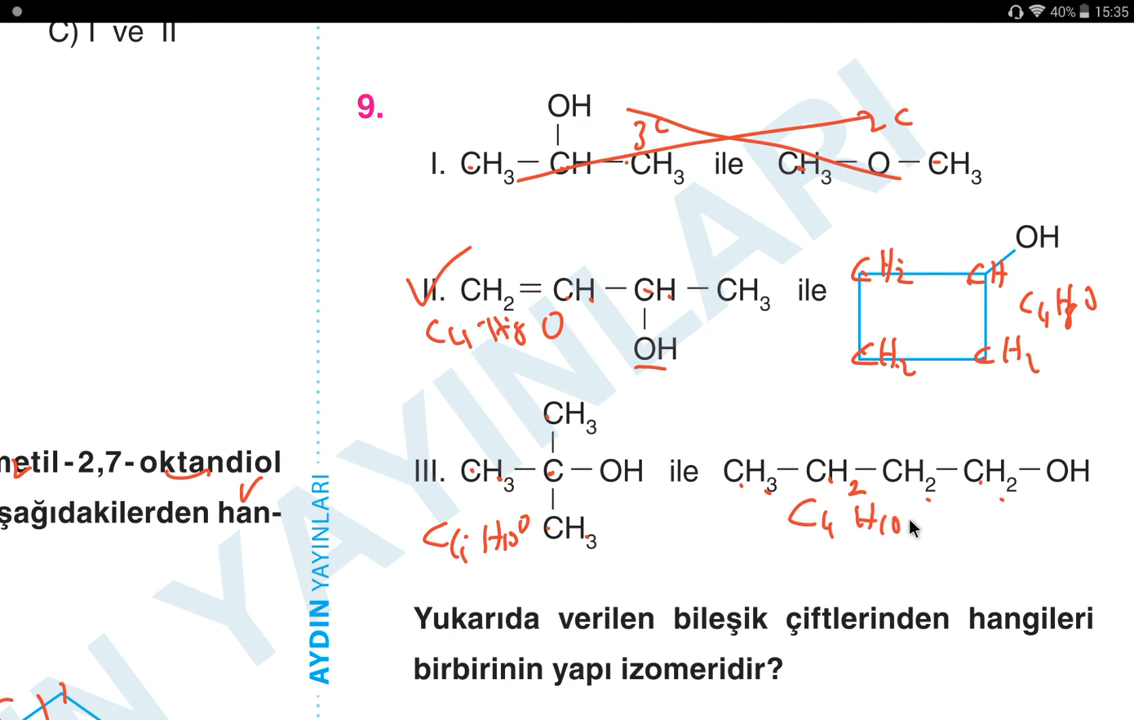 40% 15:35
C) I ve II
9.
OH
I. CH3 – CH – CH3 ile CH3 – O – CH3
3C 2C
OH
II. CH2 = CH – CH – CH3 ile
OH
C4H8O
CH2 CH
CH2 CH2
C4H8O
CH3
III. CH3 – C – OH ile CH3 – CH2 – CH2 – CH2 – OH
CH3
C4H10O
C4H10
metil-2,7-oktandiol
şağıdakilerden han-
AYDIN YAYINLARI
Yukarıda verilen bileşik çiftlerinden hangileri
birbirinin yapı izomeridir?
AYDIN YAYINLARI